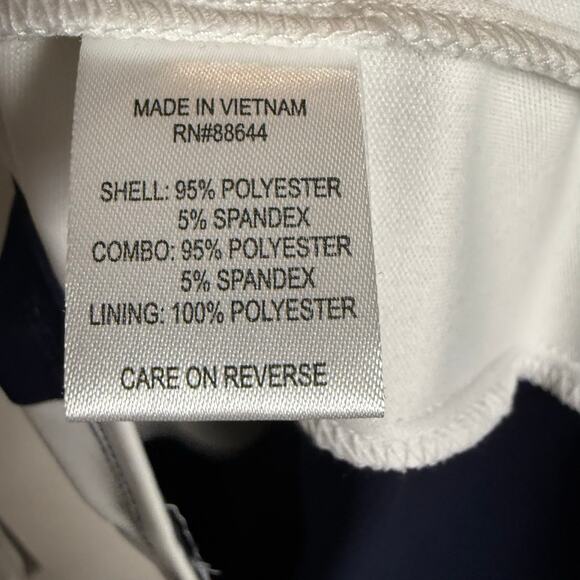 MADE IN VIETNAM
RN#88644
SHELL: 95% POLYESTER
5% SPANDEX
COMBO: 95% POLYESTER
5% SPANDEX
LINING: 100% POLYESTER
CARE ON REVERSE